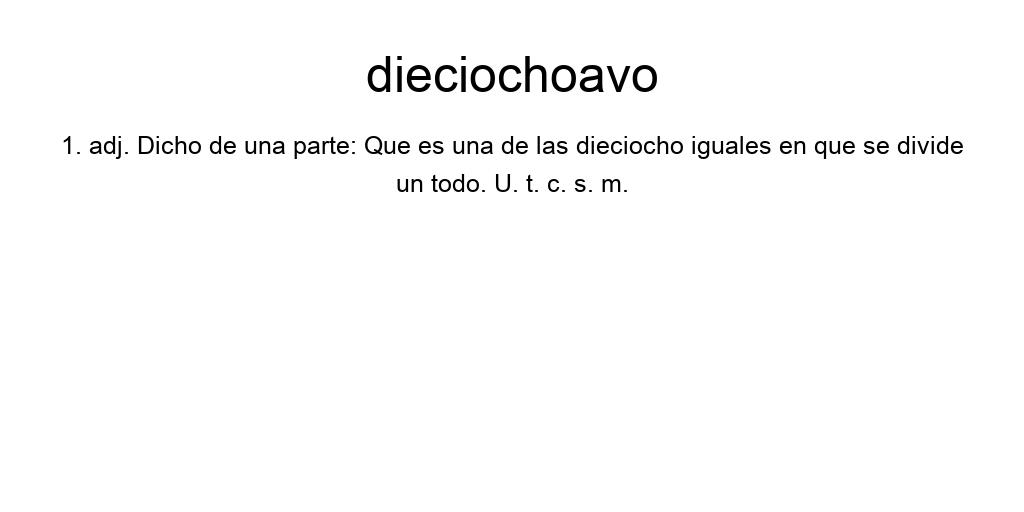 dieciochoavo
1. adj. Dicho de una parte: Que es una de las dieciocho iguales en que se divide
un todo. U. t. c. s. m.